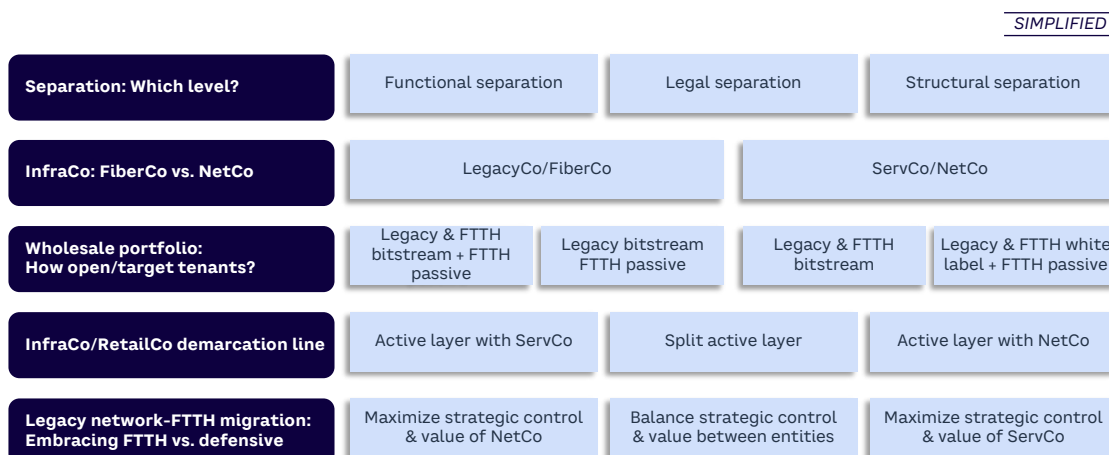 SIMPLIFIED
Separation: Which level?
Functional separation
Legal separation
Structural separation
InfraCo: FiberCo vs. NetCo
LegacyCo/FiberCo
ServCo/NetCo
Wholesale portfolio:
How open/target tenants?
Legacy & FTTH
bitstream + FTTH
passive
Legacy bitstream
FTTH passive
Legacy & FTTH
bitstream
Legacy & FTTH white
label + FTTH passive
InfraCo/RetailCo demarcation line
Active layer with ServCo
Split active layer
Active layer with NetCo
Legacy network-FTTH migration:
Embracing FTTH vs. defensive
Maximize strategic control
& value of NetCo
Balance strategic control
& value between entities
Maximize strategic control
& value of ServCo